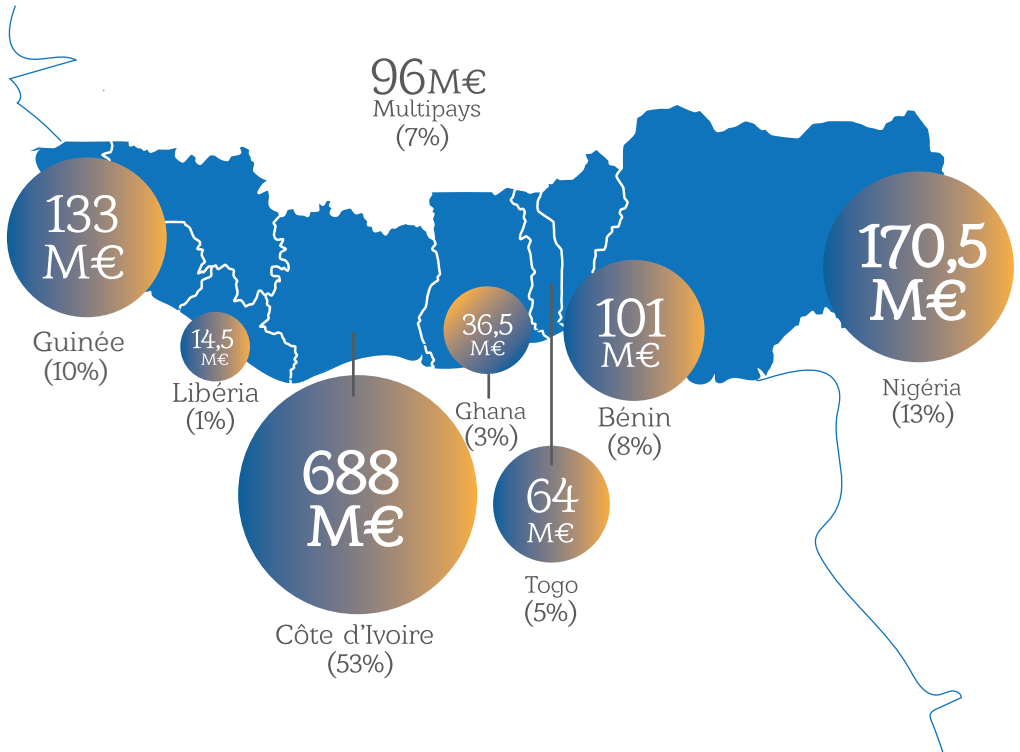 96M€
Multipays
(7%)
133
M€
Guinée
(10%)
14,5
M€
Libéria
(1%)
688
M€
Côte d'Ivoire
(53%)
36,5
M€
Ghana
(3%)
64
M€
Togo
(5%)
101
M€
Bénin
(8%)
170,5
M€
Nigéria
(13%)